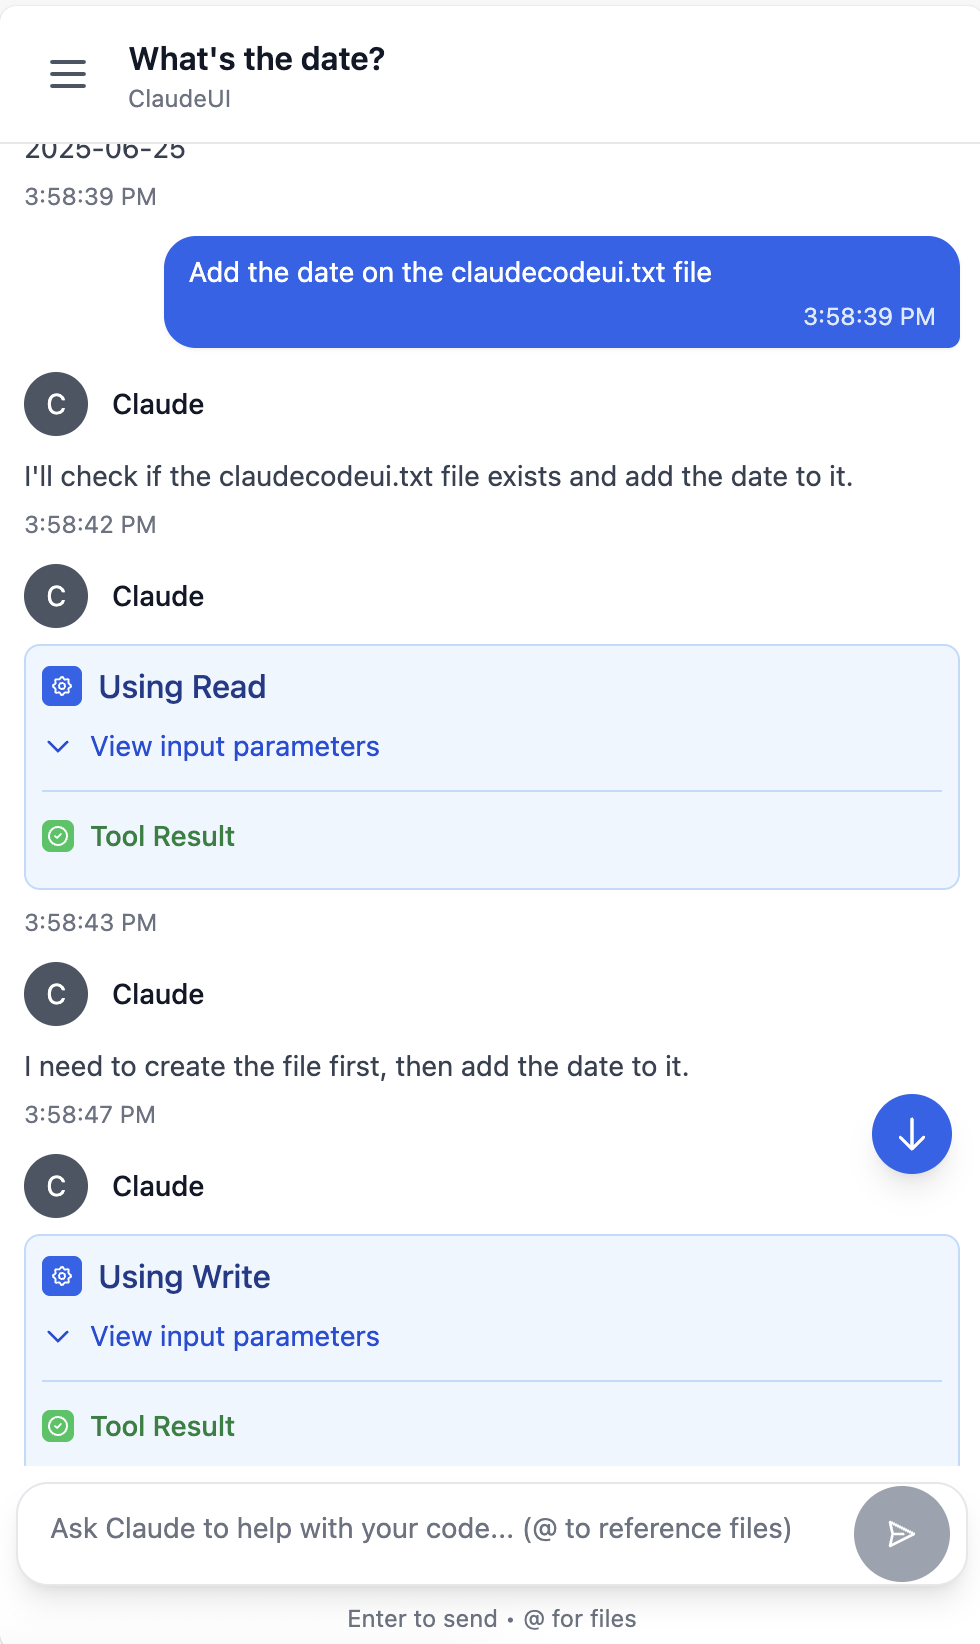 What's the date?
ClaudeUI
2025-06-25
3:58:39 PM
Add the date on the claudecodeui.txt file
3:58:39 PM
C Claude
I'll check if the claudecodeui.txt file exists and add the date to it.
3:58:42 PM
C Claude
Using Read
View input parameters
Tool Result
3:58:43 PM
C Claude
I need to create the file first, then add the date to it.
3:58:47 PM
C Claude
Using Write
View input parameters
Tool Result
Ask Claude to help with your code... (@ to reference files)
Enter to send • @ for files